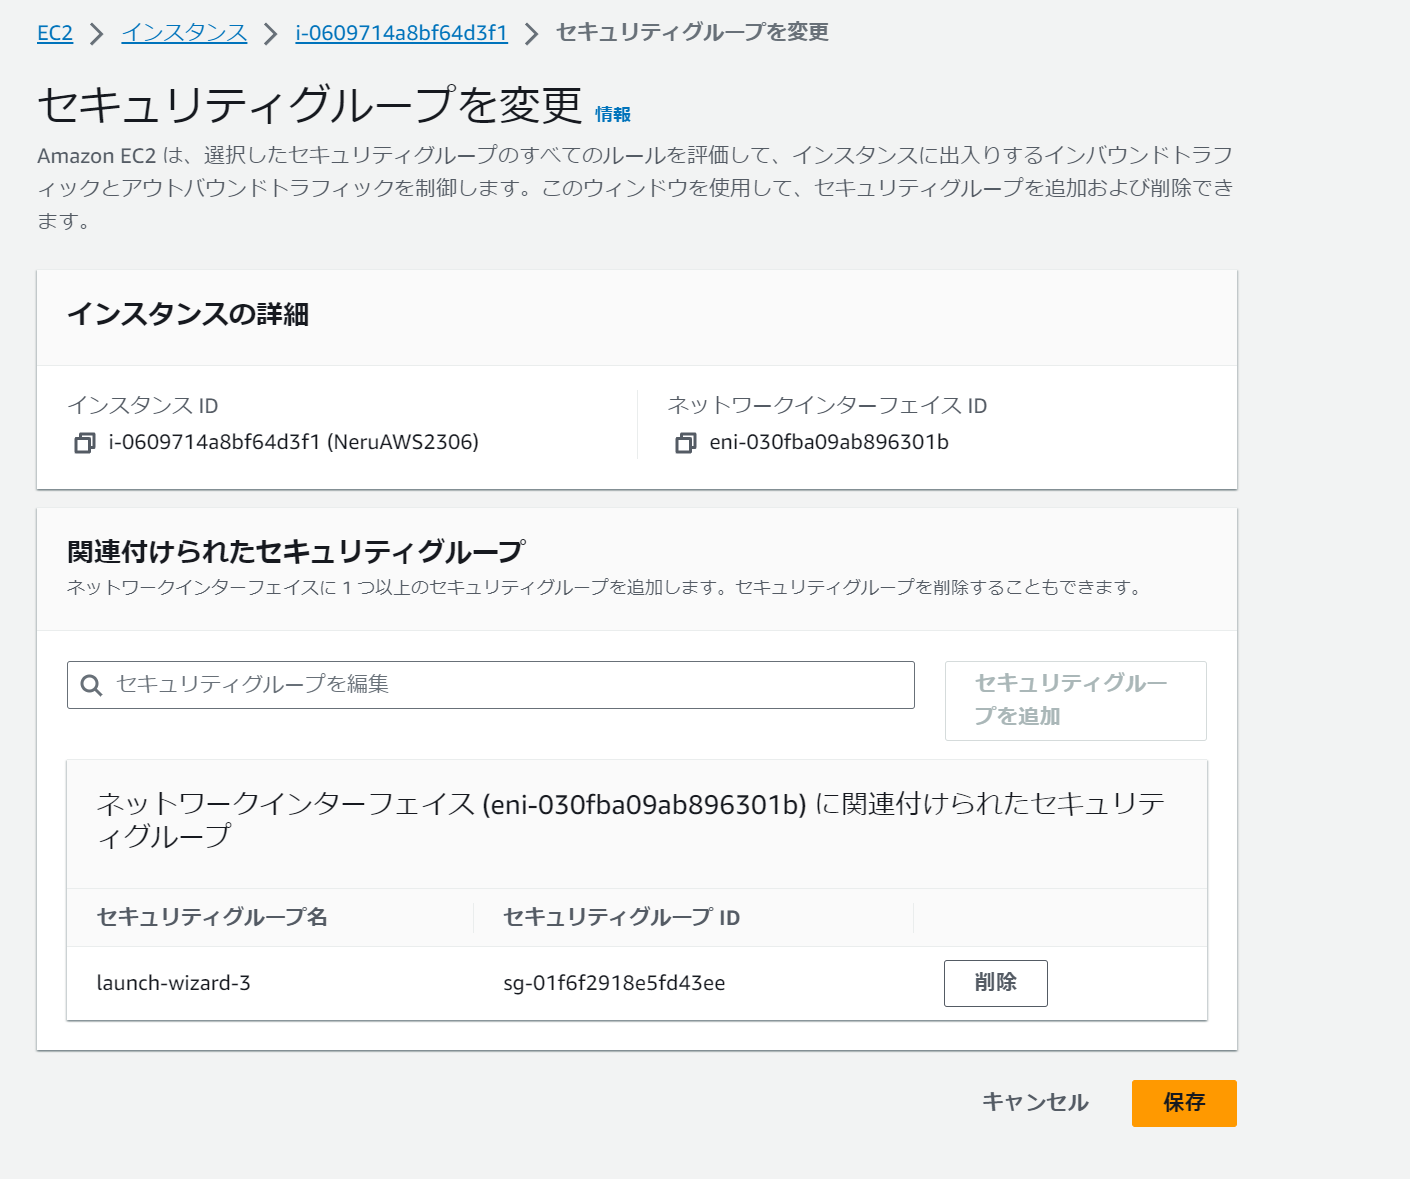 EC2 > インスタンス > i-0609714a8bf64d3f1 > セキュリティグループを変更
セキュリティグループを変更 情報
Amazon EC2 は、選択したセキュリティグループのすべてのルールを評価して、インスタンスに出入りするインバウンドトラフ
ィックとアウトバウンドトラフィックを制御します。このウィンドウを使用して、セキュリティグループを追加および削除でき
ます。
インスタンスの詳細
インスタンス ID
i-0609714a8bf64d3f1 (NeruAWS2306)
ネットワークインターフェイス ID
eni-030fba09ab896301b
関連付けられたセキュリティグループ
ネットワークインターフェイスに 1 つ以上のセキュリティグループを追加します。セキュリティグループを削除することもできます。
セキュリティグループを編集
セキュリティグルー
プを追加
ネットワークインターフェイス (eni-030fba09ab896301b) に関連付けられたセキュリテ
ィグループ
セキュリティグループ名 セキュリティグループ ID
launch-wizard-3 sg-01f6f2918e5fd43ee 削除
キャンセル 保存